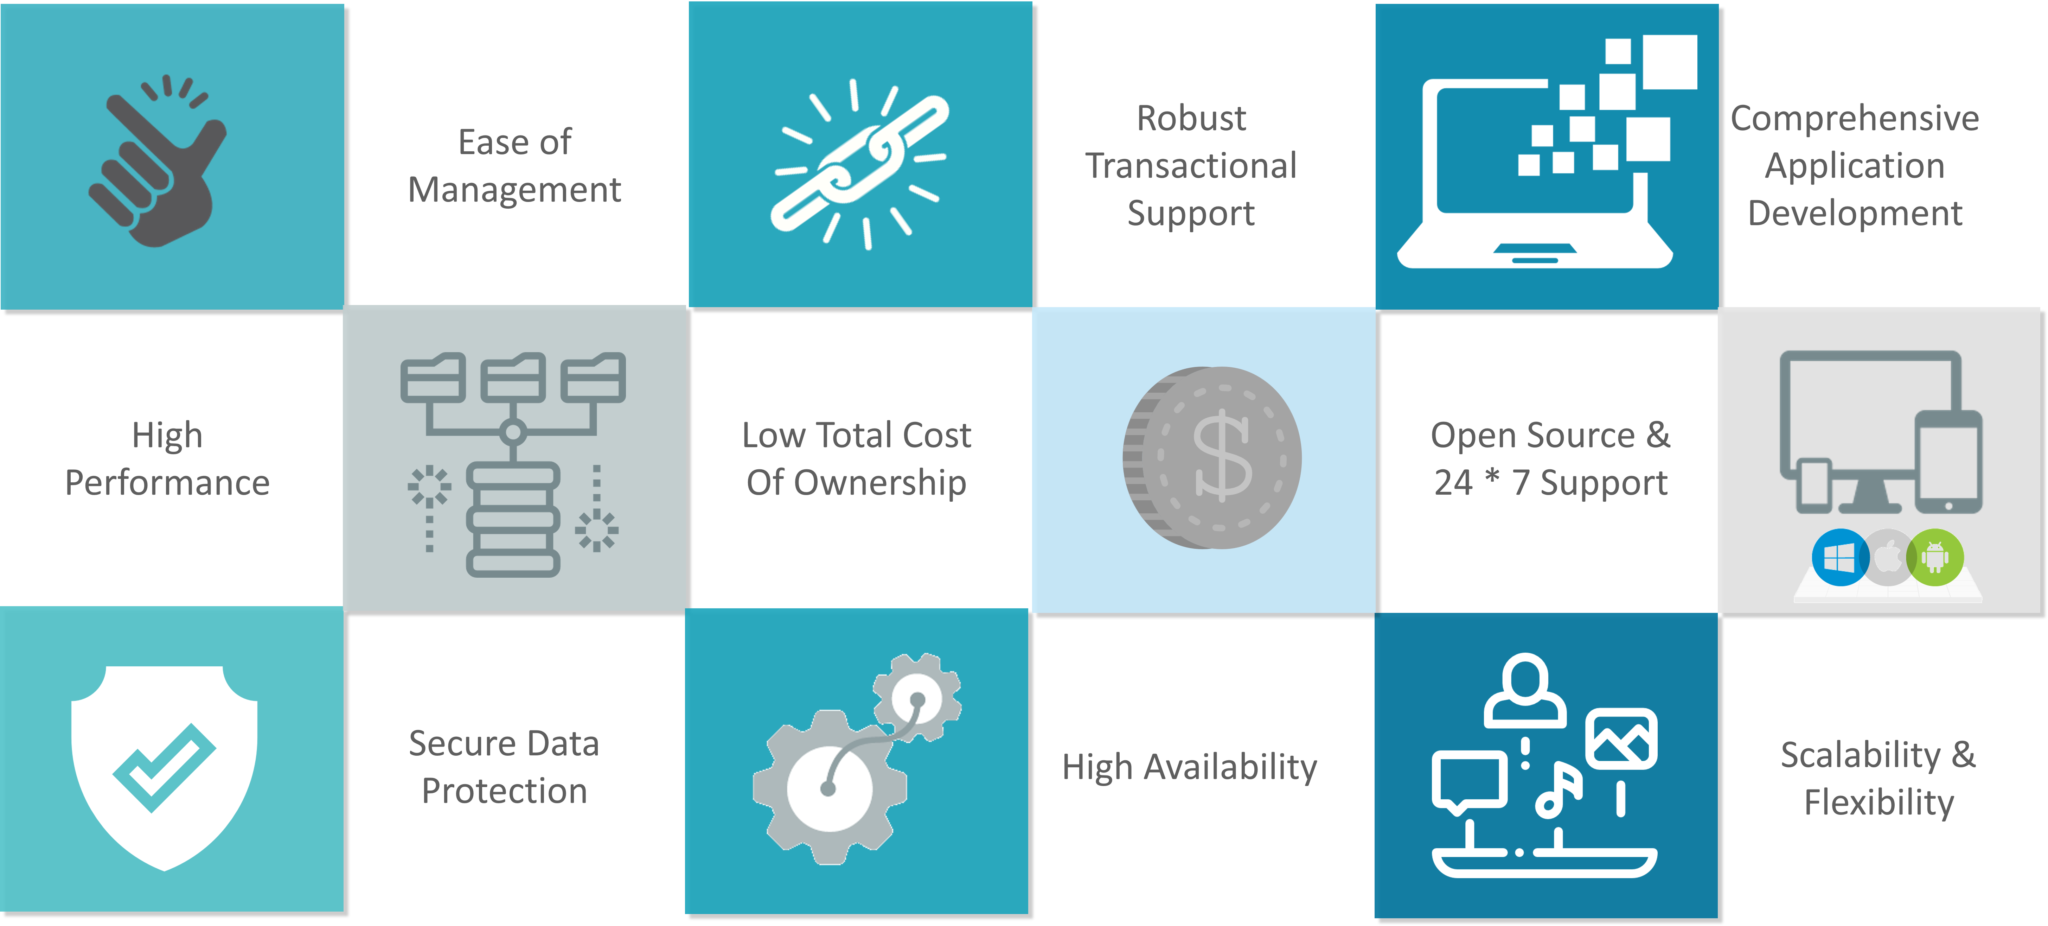 Ease of
Management
Robust
Transactional
Support
Comprehensive
Application
Development
High
Performance
Low Total Cost
Of Ownership
Open Source &
24 * 7 Support
Secure Data
Protection
High Availability
Scalability &
Flexibility